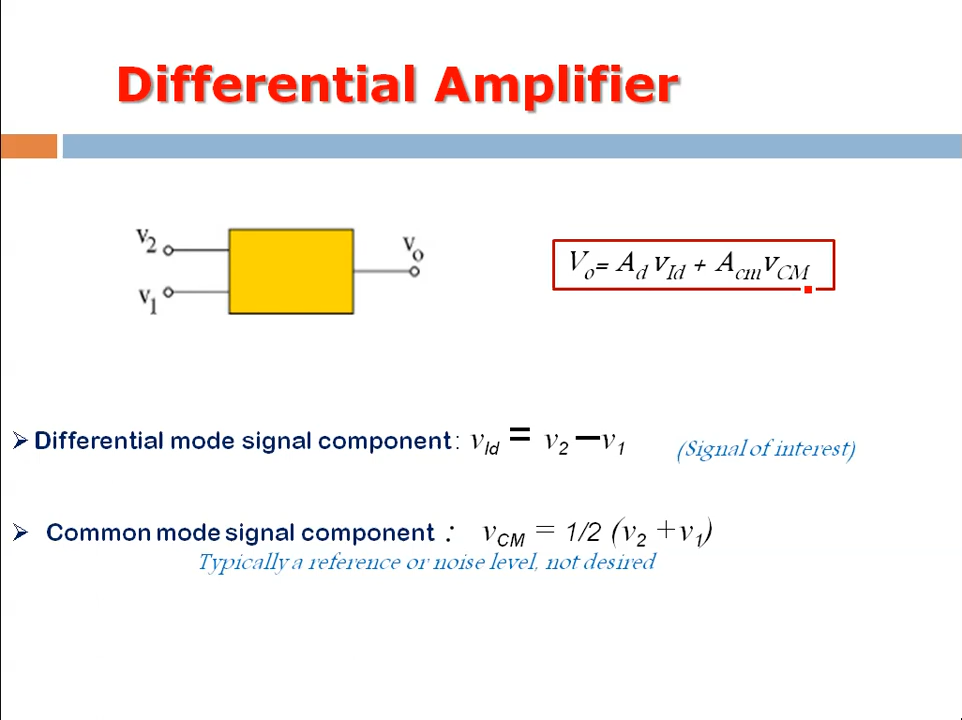 Differential Amplifier
v2
v1
vo
Vo= Ad vId + AcmvCM
➢ Differential mode signal component: vId = v2 – v1 (Signal of interest)
➢ Common mode signal component : vCM = 1/2 (v2 +v1)
Typically a reference or noise level, not desired